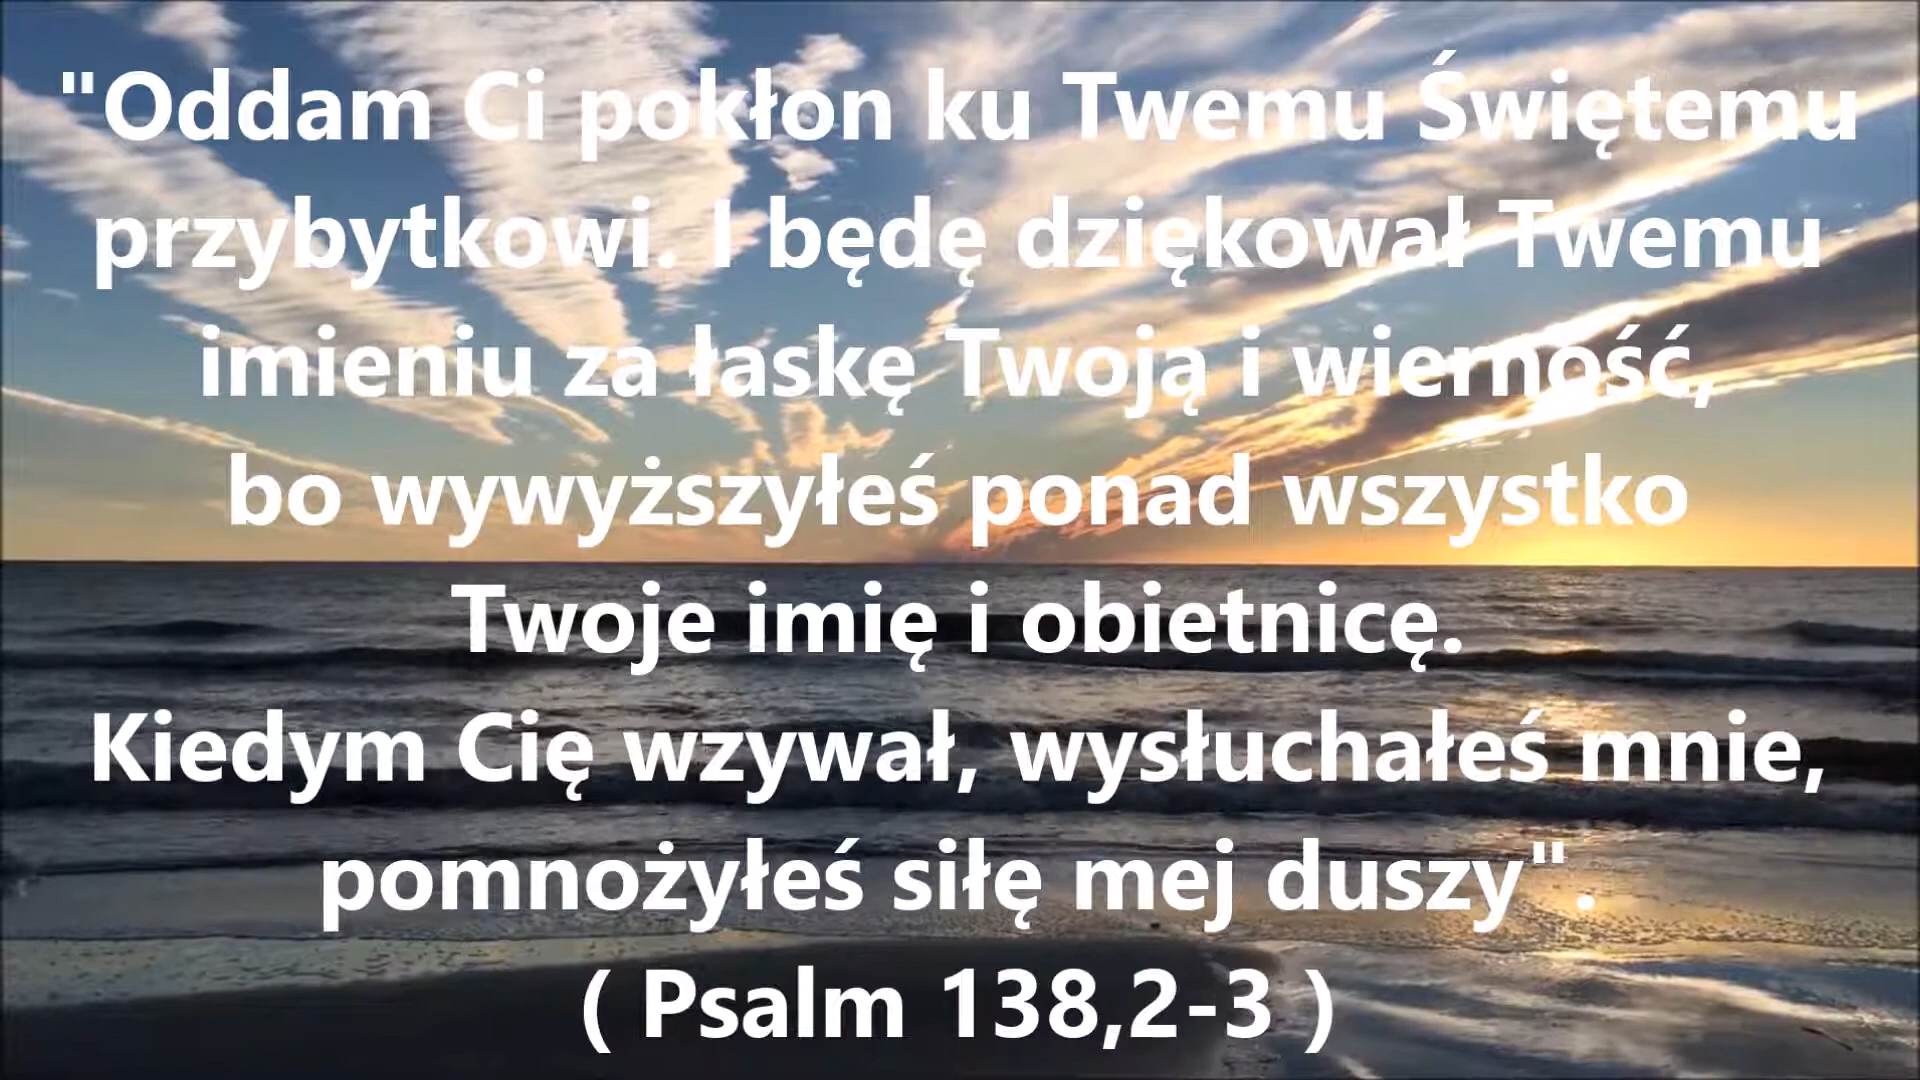 "Oddam Ci pokłon ku Twemu Świętemu
przybytkowi. I będę dziękował Twemu
imieniu za łaskę Twoją i wierność,
bo wywyższyłeś ponad wszystko
Twoje imię i obietnicę.
Kiedym Cię wzywał, wysłuchałeś mnie,
pomnożyłeś siłę mej duszy".
( Psalm 138,2-3 )